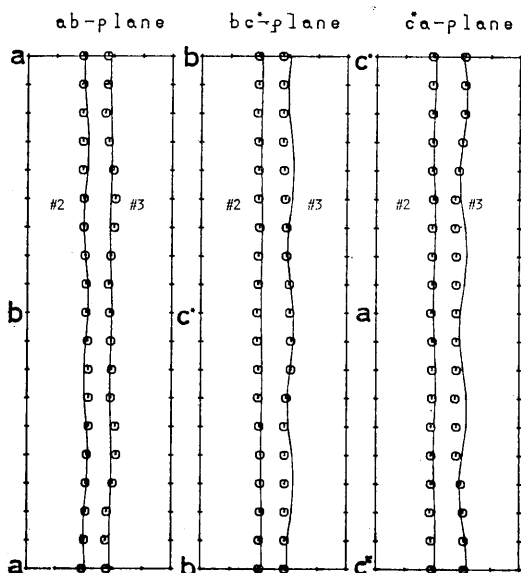 ab-plane bc*-plane c*a-plane
a b c*
#2 #3 #2 #3 #2 #3
b c* a
a b c*